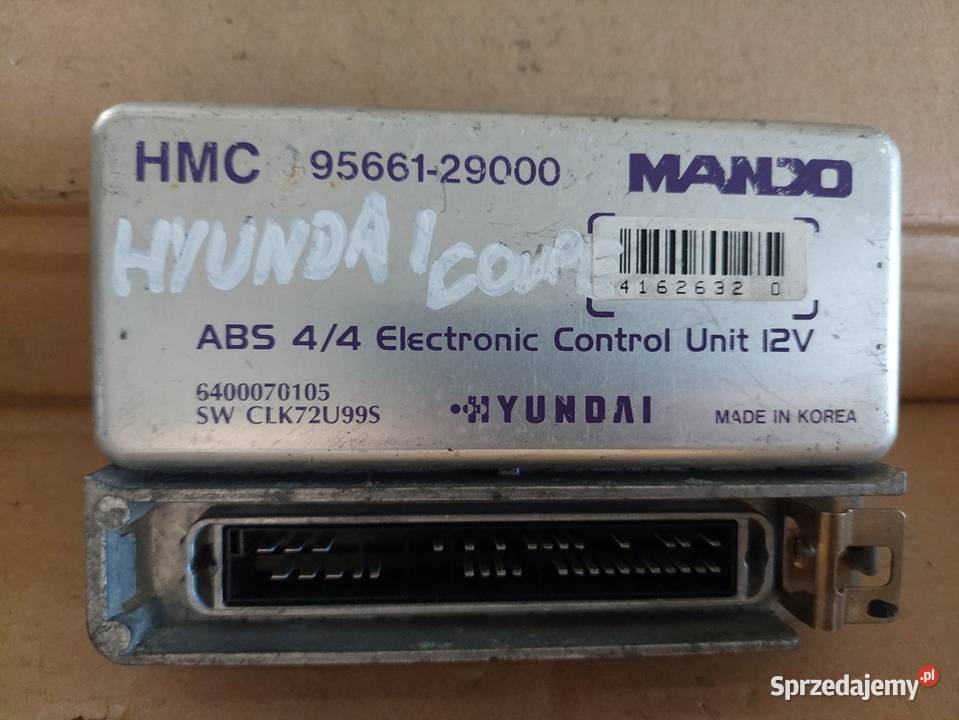 HMC 95661-29000 MANDO
HYUNDAI COUPE
4162632 0
ABS 4/4 Electronic Control Unit 12V
6400070105
SW CLK72U99S
HYUNDAI
MADE IN KOREA
Sprzedajemy.pl